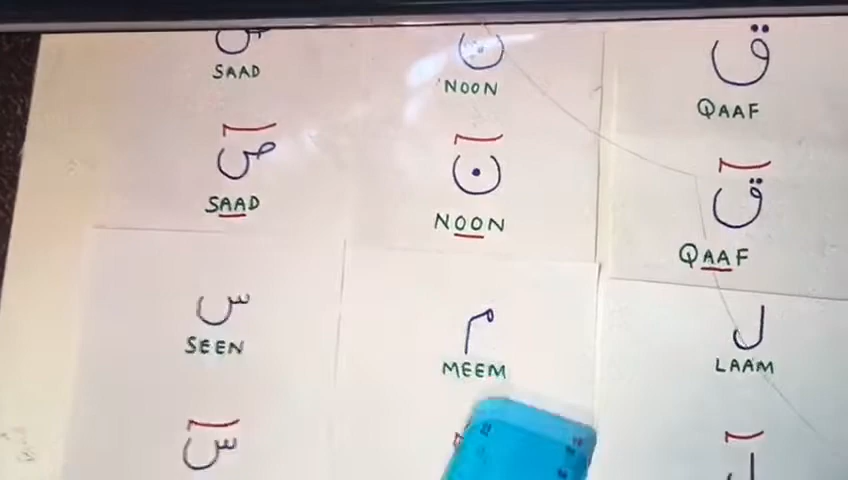 ص ن ق
SAAD NOON QAAF
صٓ نٓ قٓ
SAAD NOON QAAF
س م ل
SEEN MEEM LAAM
سٓ